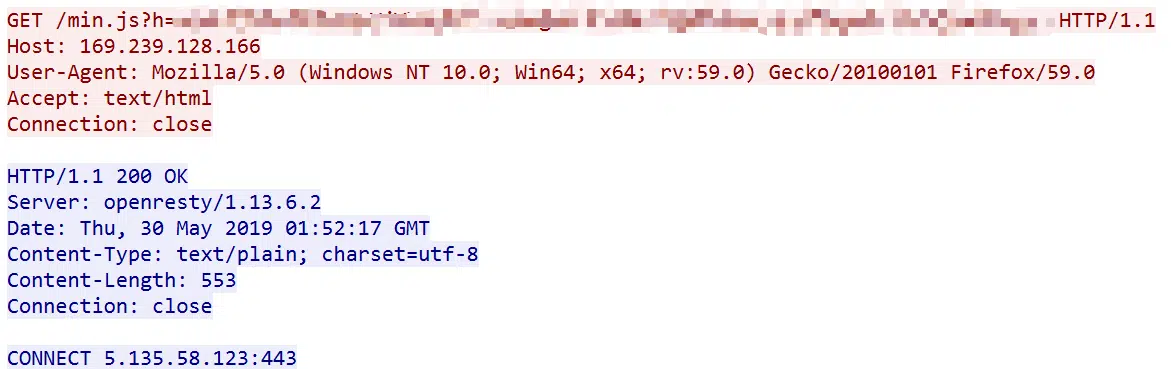 GET /min.js?h= HTTP/1.1
Host: 169.239.128.166
User-Agent: Mozilla/5.0 (Windows NT 10.0; Win64; x64; rv:59.0) Gecko/20100101 Firefox/59.0
Accept: text/html
Connection: close
HTTP/1.1 200 OK
Server: openresty/1.13.6.2
Date: Thu, 30 May 2019 01:52:17 GMT
Content-Type: text/plain; charset=utf-8
Content-Length: 553
Connection: close
CONNECT 5.135.58.123:443